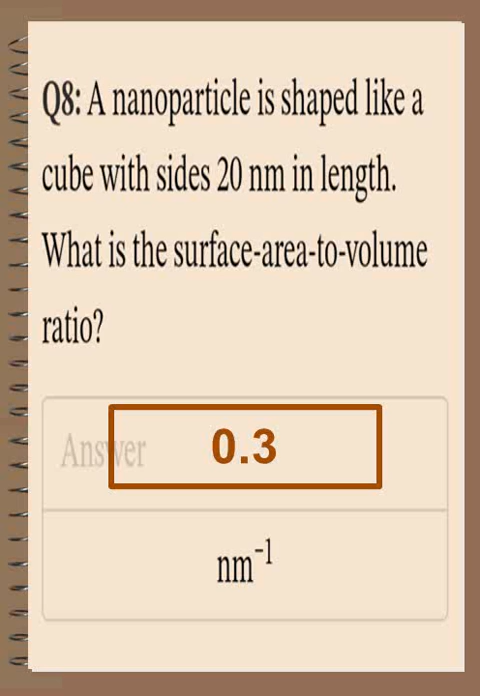 Q8: A nanoparticle is shaped like a
cube with sides 20 nm in length.
What is the surface-area-to-volume
ratio?
Answer 0.3
nm⁻¹